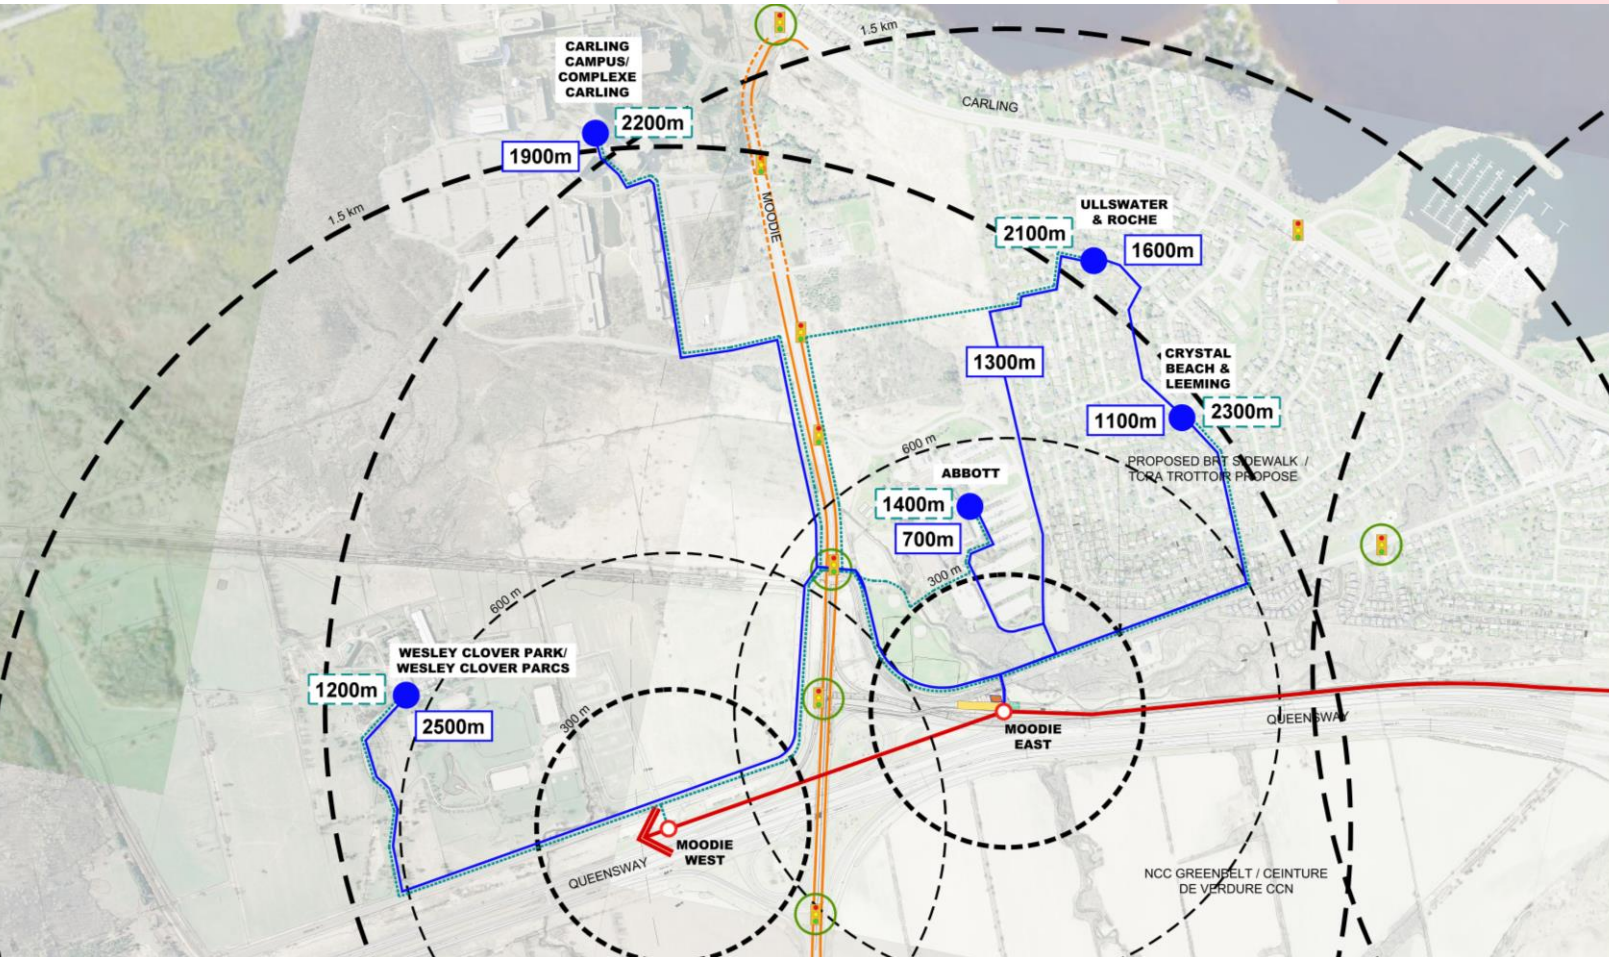 1.5 km
CARLING
CAMPUS/
COMPLEXE
CARLING
2200m
1900m
CARLING
MOODIE
1.5 km
ULLSWATER
& ROCHE
2100m
1600m
CRYSTAL
BEACH &
LEEMING
1300m
1100m
2300m
600 m
PROPOSED BRT SIDEWALK /
TCRA TROTTOIR PROPOSE
ABBOTT
1400m
700m
300 m
600 m
WESLEY CLOVER PARK/
WESLEY CLOVER PARCS
1200m
2500m
300 m
MOODIE
EAST
QUEENSWAY
MOODIE
WEST
QUEENSWAY
NCC GREENBELT / CEINTURE
DE VERDURE CCN